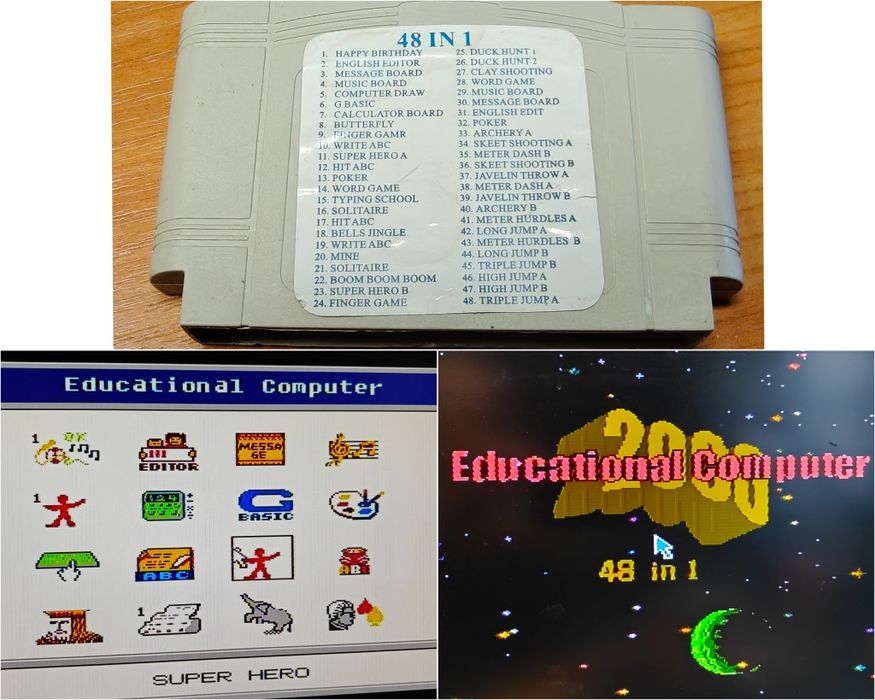 48 IN 1
1. HAPPY BIRTHDAY
2. ENGLISH EDITOR
3. MESSAGE BOARD
4. MUSIC BOARD
5. COMPUTER DRAW
6. G BASIC
7. CALCULATOR BOARD
8. BUTTERFLY
9. FINGER GAMR
10. WRITE ABC
11. SUPER HERO A
12. HIT ABC
13. POKER
14. WORD GAME
15. TYPING SCHOOL
16. SOLITAIRE
17. HIT ABC
18. BELLS JINGLE
19. WRITE ABC
20. MINE
21. SOLITAIRE
22. BOOM BOOM BOOM
23. SUPER HERO B
24. FINGER GAME
25. DUCK HUNT 1
26. DUCK HUNT 2
27. CLAY SHOOTING
28. WORD GAME
29. MUSIC BOARD
30. MESSAGE BOARD
31. ENGLISH EDIT
32. POKER
33. ARCHERY A
34. SKEET SHOOTING A
35. METER DASH B
36. SKEET SHOOTING B
37. JAVELIN THROW A
38. METER DASH A
39. JAVELIN THROW B
40. ARCHERY B
41. METER HURDLES A
42. LONG JUMP A
43. METER HURDLES B
44. LONG JUMP B
45. TRIPLE JUMP B
46. HIGH JUMP A
47. HIGH JUMP B
48. TRIPLE JUMP A
Educational Computer
1
EDITOR
MESSA
GE
1
G
BASIC
ABC
AB
1
SUPER HERO
2000
Educational Computer
48 in 1